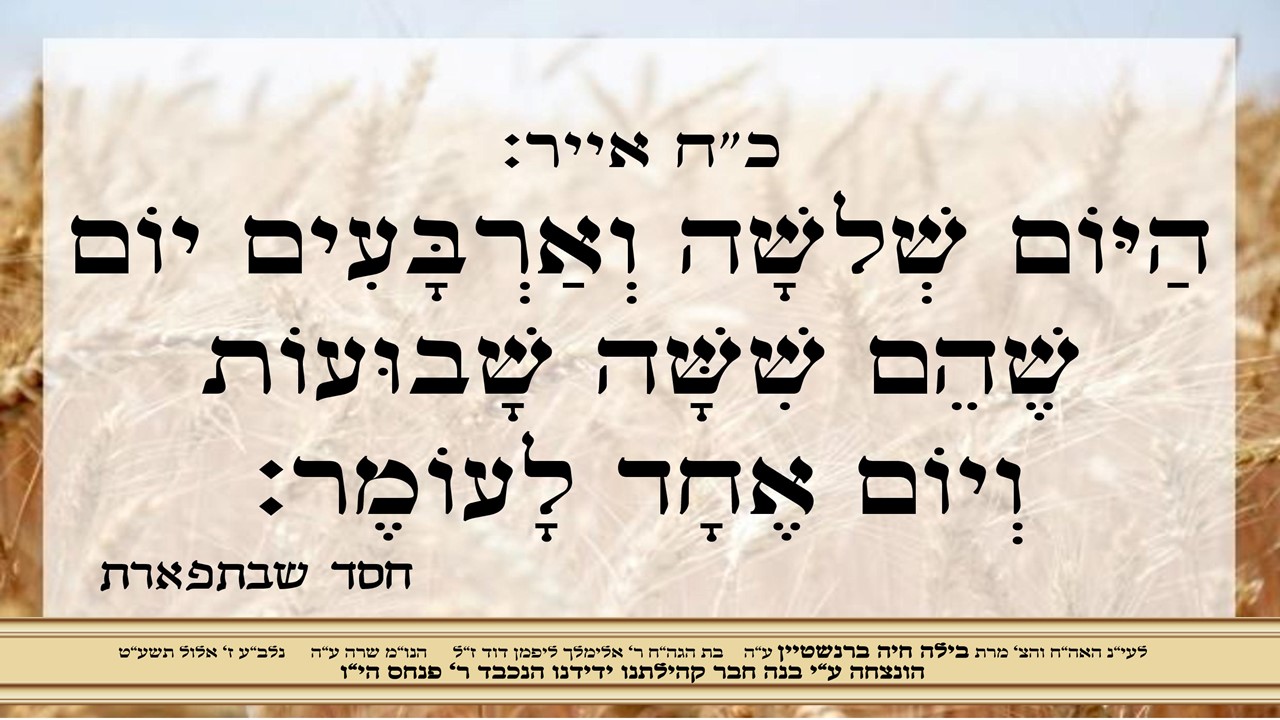 כ״ח אייר:
הַיּוֹם שְׁלשָׁה וְאַרְבָּעִים יוֹם
שֶׁהֵם שִׁשָּׁה שָׁבוּעוֹת
וְיוֹם אֶחָד לָעוֹמֶר:
חסד שבתפארת
לעי״נ האה״ח והצ׳ מרת בילה חיה ברנשטיין ע״ה בת הגה״ח ר׳ אלימלך ליפמן דוד ז״ל הנו״מ שרה ע״ה נלב״ע ז׳ אלול תשע״ט
הונצחה ע״י בנה חבר קהילתנו ידידנו הנכבד ר׳ פנחס הי״ו